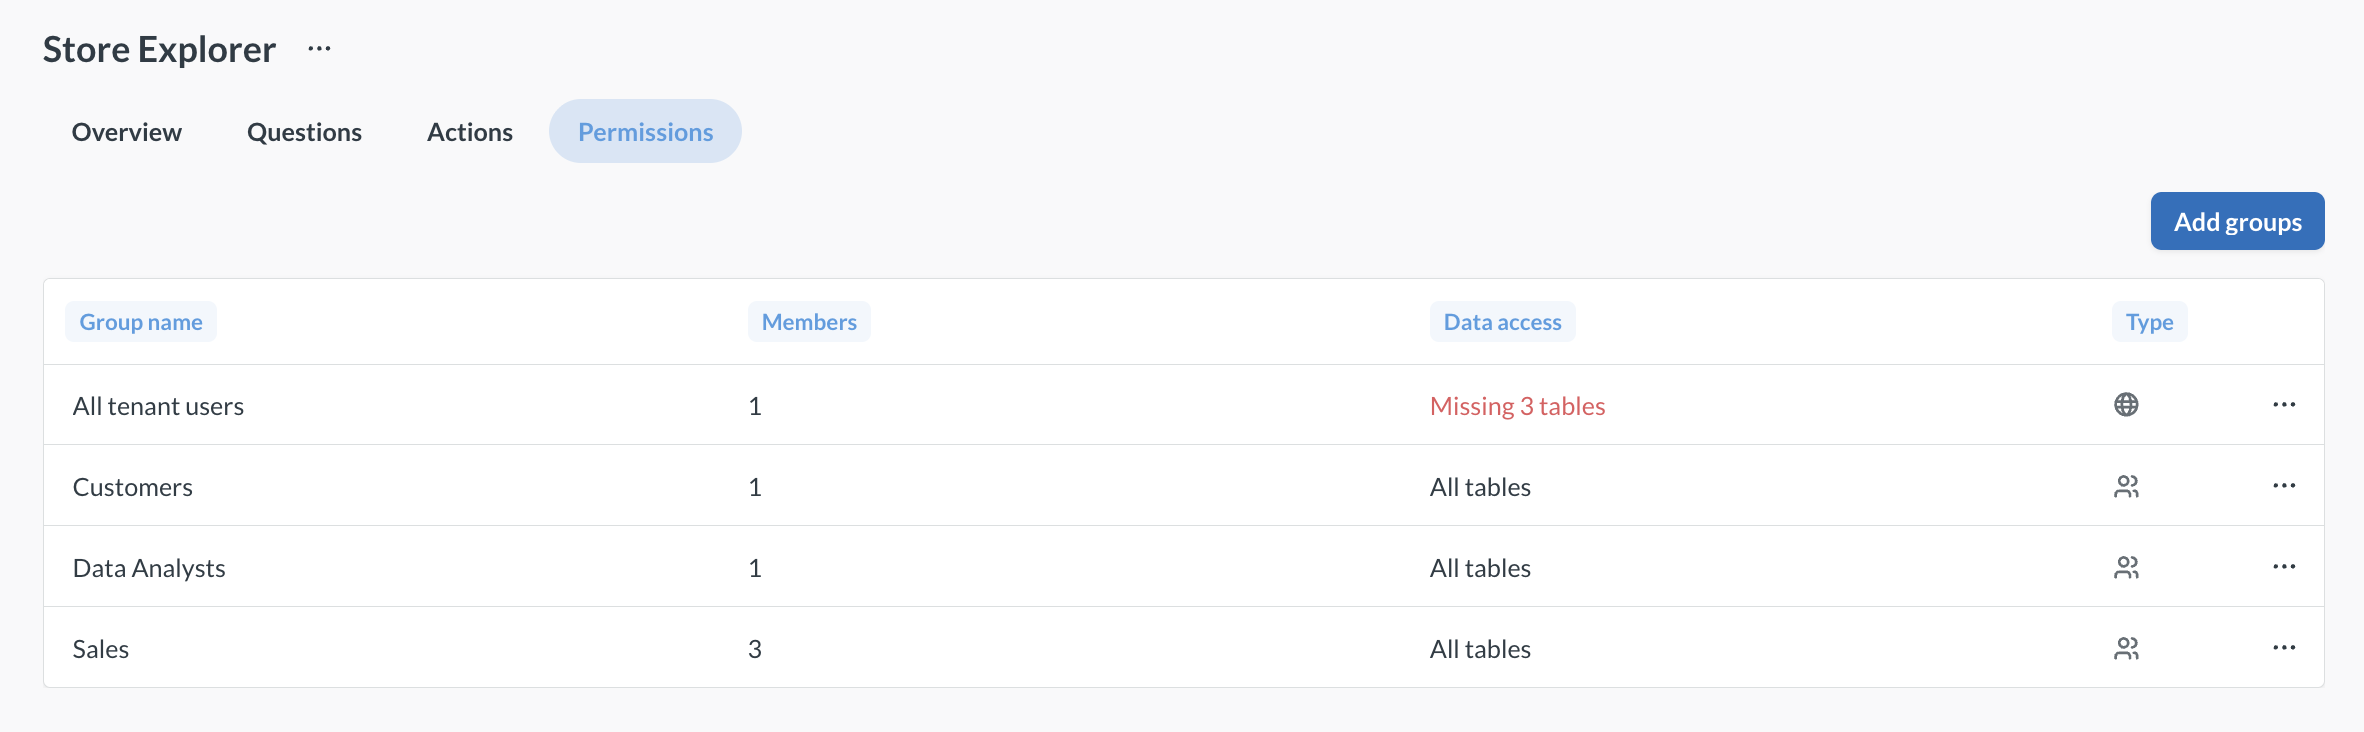 Store Explorer ...
Overview Questions Actions Permissions
Add groups
Group name Members Data access Type
All tenant users 1 Missing 3 tables ...
Customers 1 All tables ...
Data Analysts 1 All tables ...
Sales 3 All tables ...